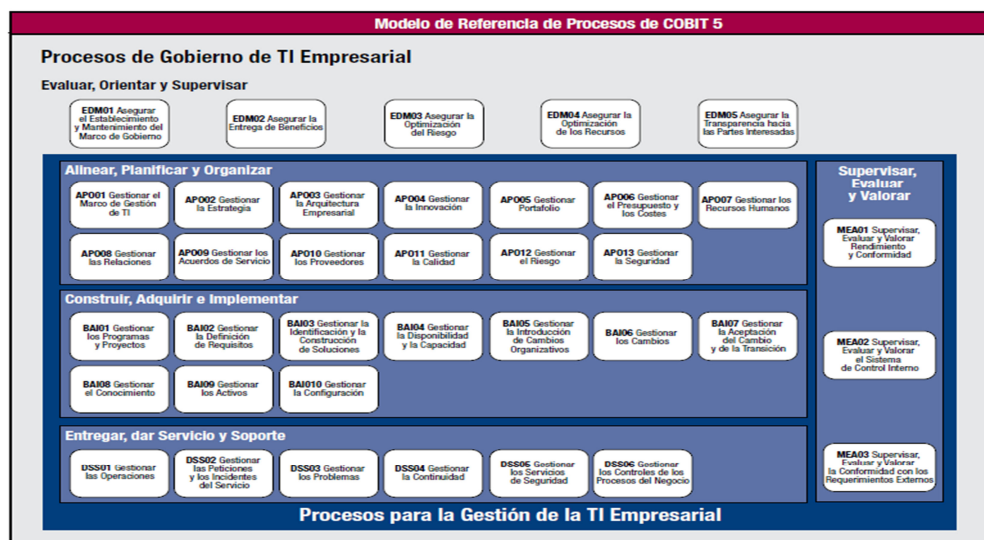 Modelo de Referencia de Procesos de COBIT 5
Procesos de Gobierno de TI Empresarial
Evaluar, Orientar y Supervisar
EDM01 Asegurar
el Establecimiento
y Mantenimiento del
Marco de Gobierno
EDM02 Asegurar la
Entrega de Beneficios
EDM03 Asegurar la
Optimización
del Riesgo
EDM04 Asegurar la
Optimización
de los Recursos
EDM05 Asegurar la
Transparencia hacia
las Partes Interesadas
Alinear, Planificar y Organizar
APO01 Gestionar el
Marco de Gestión
de TI
APO02 Gestionar
la Estrategia
APO03 Gestionar
la Arquitectura
Empresarial
APO04 Gestionar
la Innovación
APO05 Gestionar
Portafolio
APO06 Gestionar
el Presupuesto y
los Costes
APO07 Gestionar los
Recursos Humanos
APO08 Gestionar
las Relaciones
APO09 Gestionar los
Acuerdos de Servicio
APO10 Gestionar
los Proveedores
APO11 Gestionar
la Calidad
APO12 Gestionar
el Riesgo
APO13 Gestionar
la Seguridad
Construir, Adquirir e Implementar
BAI01 Gestionar
los Programas
y Proyectos
BAI02 Gestionar
la Definición
de Requisitos
BAI03 Gestionar la
Identificación y la
Construcción
de Soluciones
BAI04 Gestionar
la Disponibilidad
y la Capacidad
BAI05 Gestionar
la Introducción
de Cambios
Organizativos
BAI06 Gestionar
los Cambios
BAI07 Gestionar
la Aceptación
del Cambio
y de la Transición
BAI08 Gestionar
el Conocimiento
BAI09 Gestionar
los Activos
BAI010 Gestionar
la Configuración
Entregar, dar Servicio y Soporte
DSS01 Gestionar
las Operaciones
DSS02 Gestionar
las Peticiones
y los Incidentes
del Servicio
DSS03 Gestionar
los Problemas
DSS04 Gestionar
la Continuidad
DSS05 Gestionar
los Servicios
de Seguridad
DSS06 Gestionar
los Controles de los
Procesos del Negocio
Supervisar,
Evaluar
y Valorar
MEA01 Supervisar,
Evaluar y Valorar
Rendimiento
y Conformidad
MEA02 Supervisar,
Evaluar y Valorar
el Sistema
de Control Interno
MEA03 Supervisar,
Evaluar y Valorar
la Conformidad con los
Requerimientos Externos
Procesos para la Gestión de la TI Empresarial